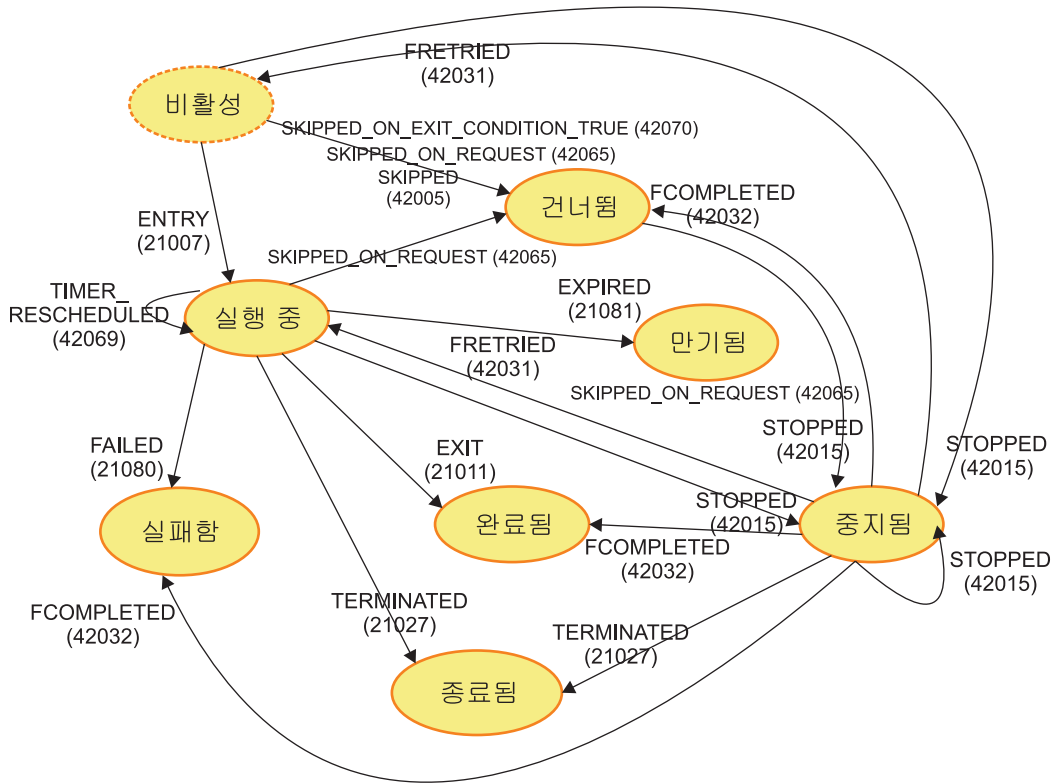 FRETRIED
(42031)
비활성
SKIPPED_ON_EXIT_CONDITION_TRUE (42070)
SKIPPED_ON_REQUEST (42065)
SKIPPED
(42005)
건너뜀
FCOMPLETED
(42032)
ENTRY
(21007)
SKIPPED_ON_REQUEST (42065)
TIMER_
RESCHEDULED
(42069)
실행 중
EXPIRED
(21081)
만기됨
FRETRIED
(42031)
SKIPPED_ON_REQUEST (42065)
STOPPED
(42015)
STOPPED
(42015)
FAILED
(21080)
EXIT
(21011)
STOPPED
(42015)
실패함
완료됨
중지됨
FCOMPLETED
(42032)
STOPPED
(42015)
FCOMPLETED
(42032)
TERMINATED
(21027)
TERMINATED
(21027)
종료됨